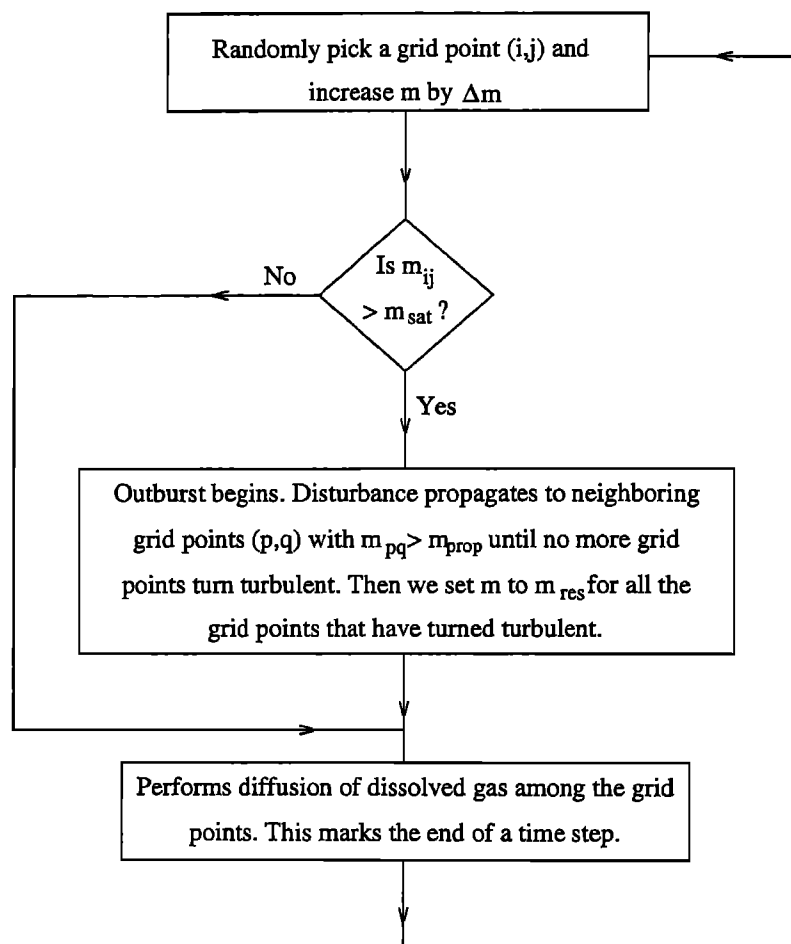 Randomly pick a grid point (i,j) and
increase m by Δm
Is m_ij
> m_sat ?
No
Yes
Outburst begins. Disturbance propagates to neighboring
grid points (p,q) with m_pq > m_prop until no more grid
points turn turbulent. Then we set m to m_res for all the
grid points that have turned turbulent.
Performs diffusion of dissolved gas among the grid
points. This marks the end of a time step.